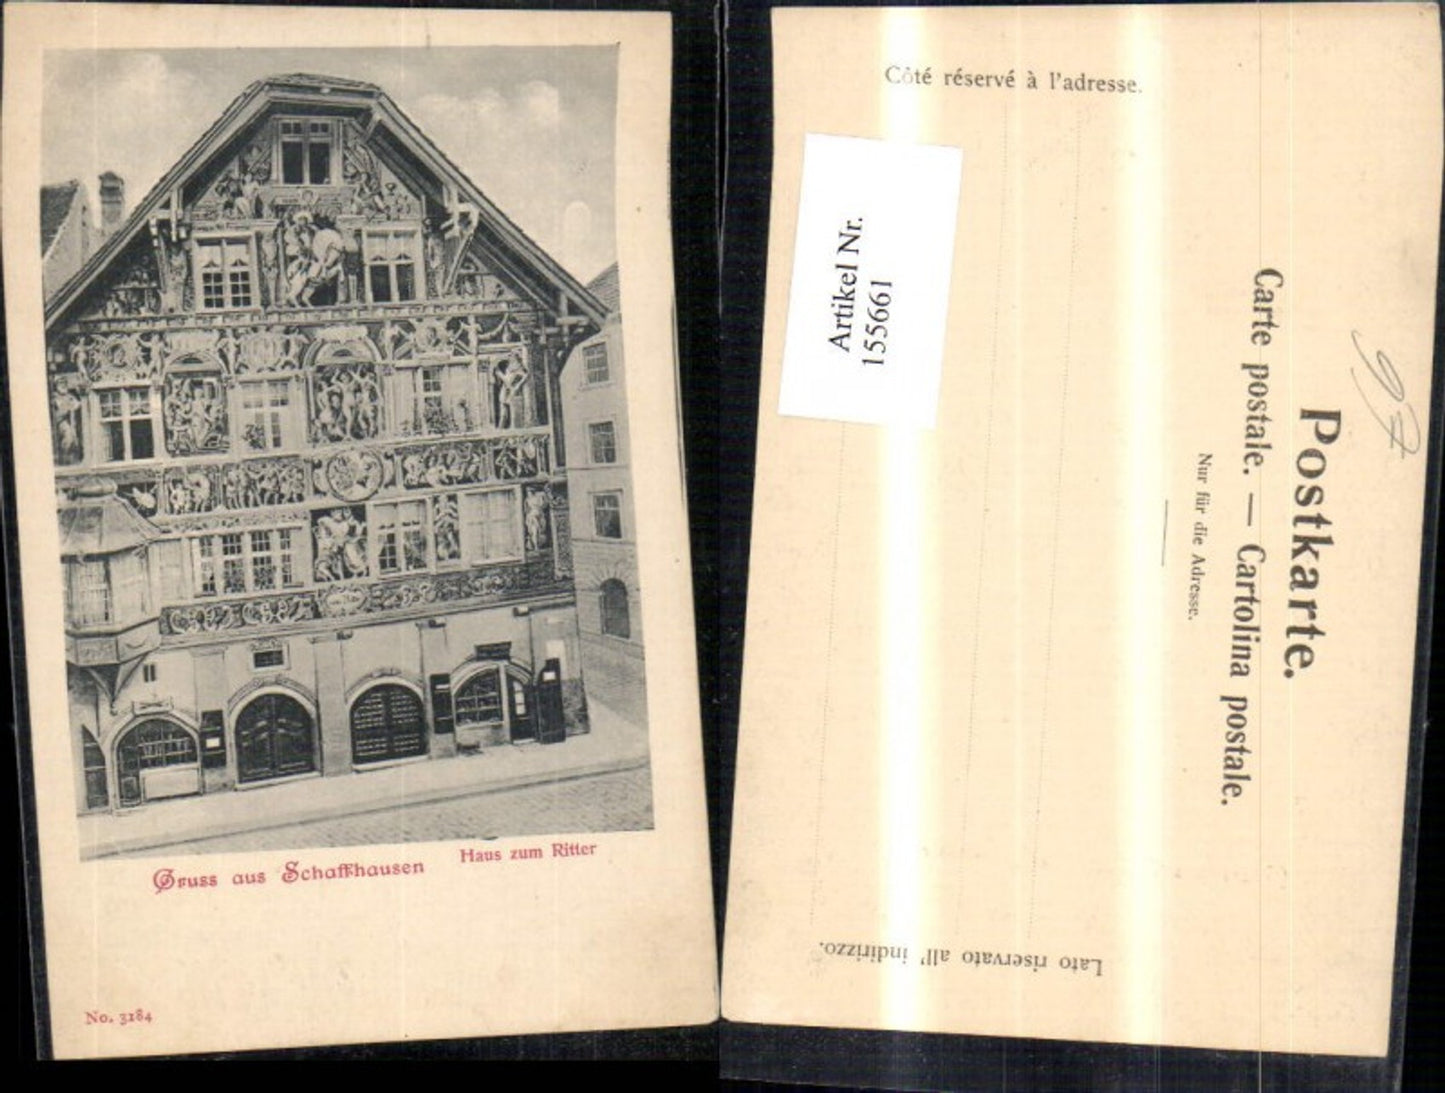 Gruss aus Schaffhausen
Haus zum Ritter
No. 3184
Côté réservé à l'adresse.
Artikel Nr.
155661
Postkarte.
Carte postale. — Cartolina postale.
Nur für die Adresse.
Lato riservato all' indirizzo.